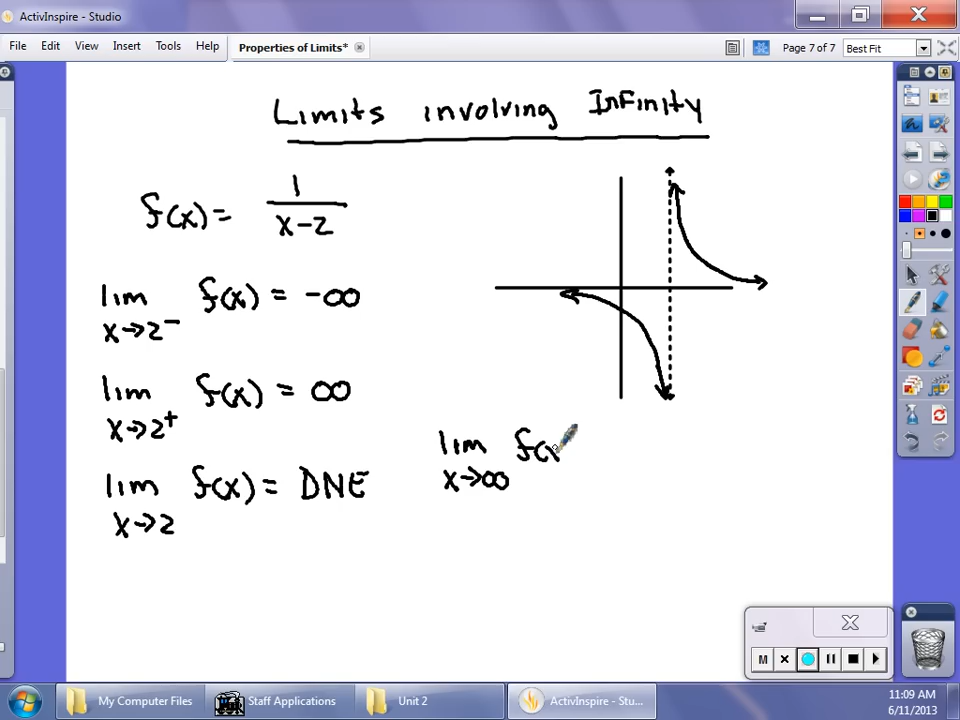 ActivInspire - Studio
File Edit View Insert Tools Help Properties of Limits* Page 7 of 7 Best Fit
Limits involving Infinity
f(x) = 1/(x-2)
lim x→2⁻ f(x) = -∞
lim x→2⁺ f(x) = ∞
lim x→2 f(x) = DNE
lim x→∞ f(x
M
My Computer Files Staff Applications Unit 2 ActivInspire - Stu...
11:09 AM
6/11/2013